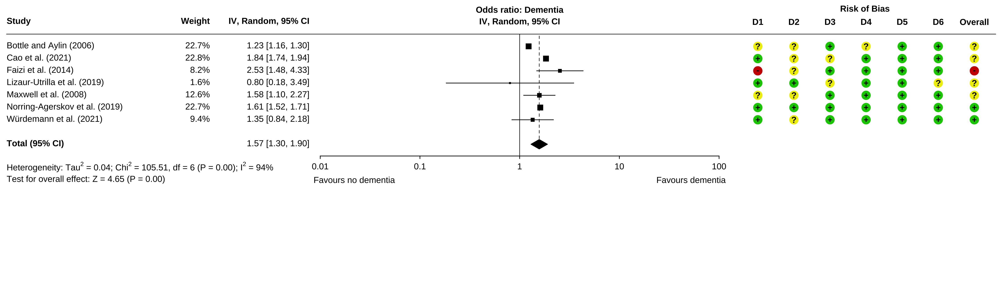 Odds ratio: Dementia
Risk of Bias
Study Weight IV, Random, 95% CI IV, Random, 95% CI D1 D2 D3 D4 D5 D6 Overall
Bottle and Aylin (2006) 22.7% 1.23 [1.16, 1.30] ? ? + ? + + ?
Cao et al. (2021) 22.8% 1.84 [1.74, 1.94] + ? ? + + + ?
Faizi et al. (2014) 8.2% 2.53 [1.48, 4.33] - ? + + + + -
Lizaur-Utrilla et al. (2019) 1.6% 0.80 [0.18, 3.49] + + ? + + ? ?
Maxwell et al. (2008) 12.6% 1.58 [1.10, 2.27] ? ? + + + + ?
Norring-Agerskov et al. (2019) 22.7% 1.61 [1.52, 1.71] + + + + + + +
Würdemann et al. (2021) 9.4% 1.35 [0.84, 2.18] + ? + + + + +
Total (95% CI) 1.57 [1.30, 1.90]
Heterogeneity: Tau² = 0.04; Chi² = 105.51, df = 6 (P = 0.00); I² = 94%
0.01 0.1 1 10 100
Test for overall effect: Z = 4.65 (P = 0.00)
Favours no dementia Favours dementia